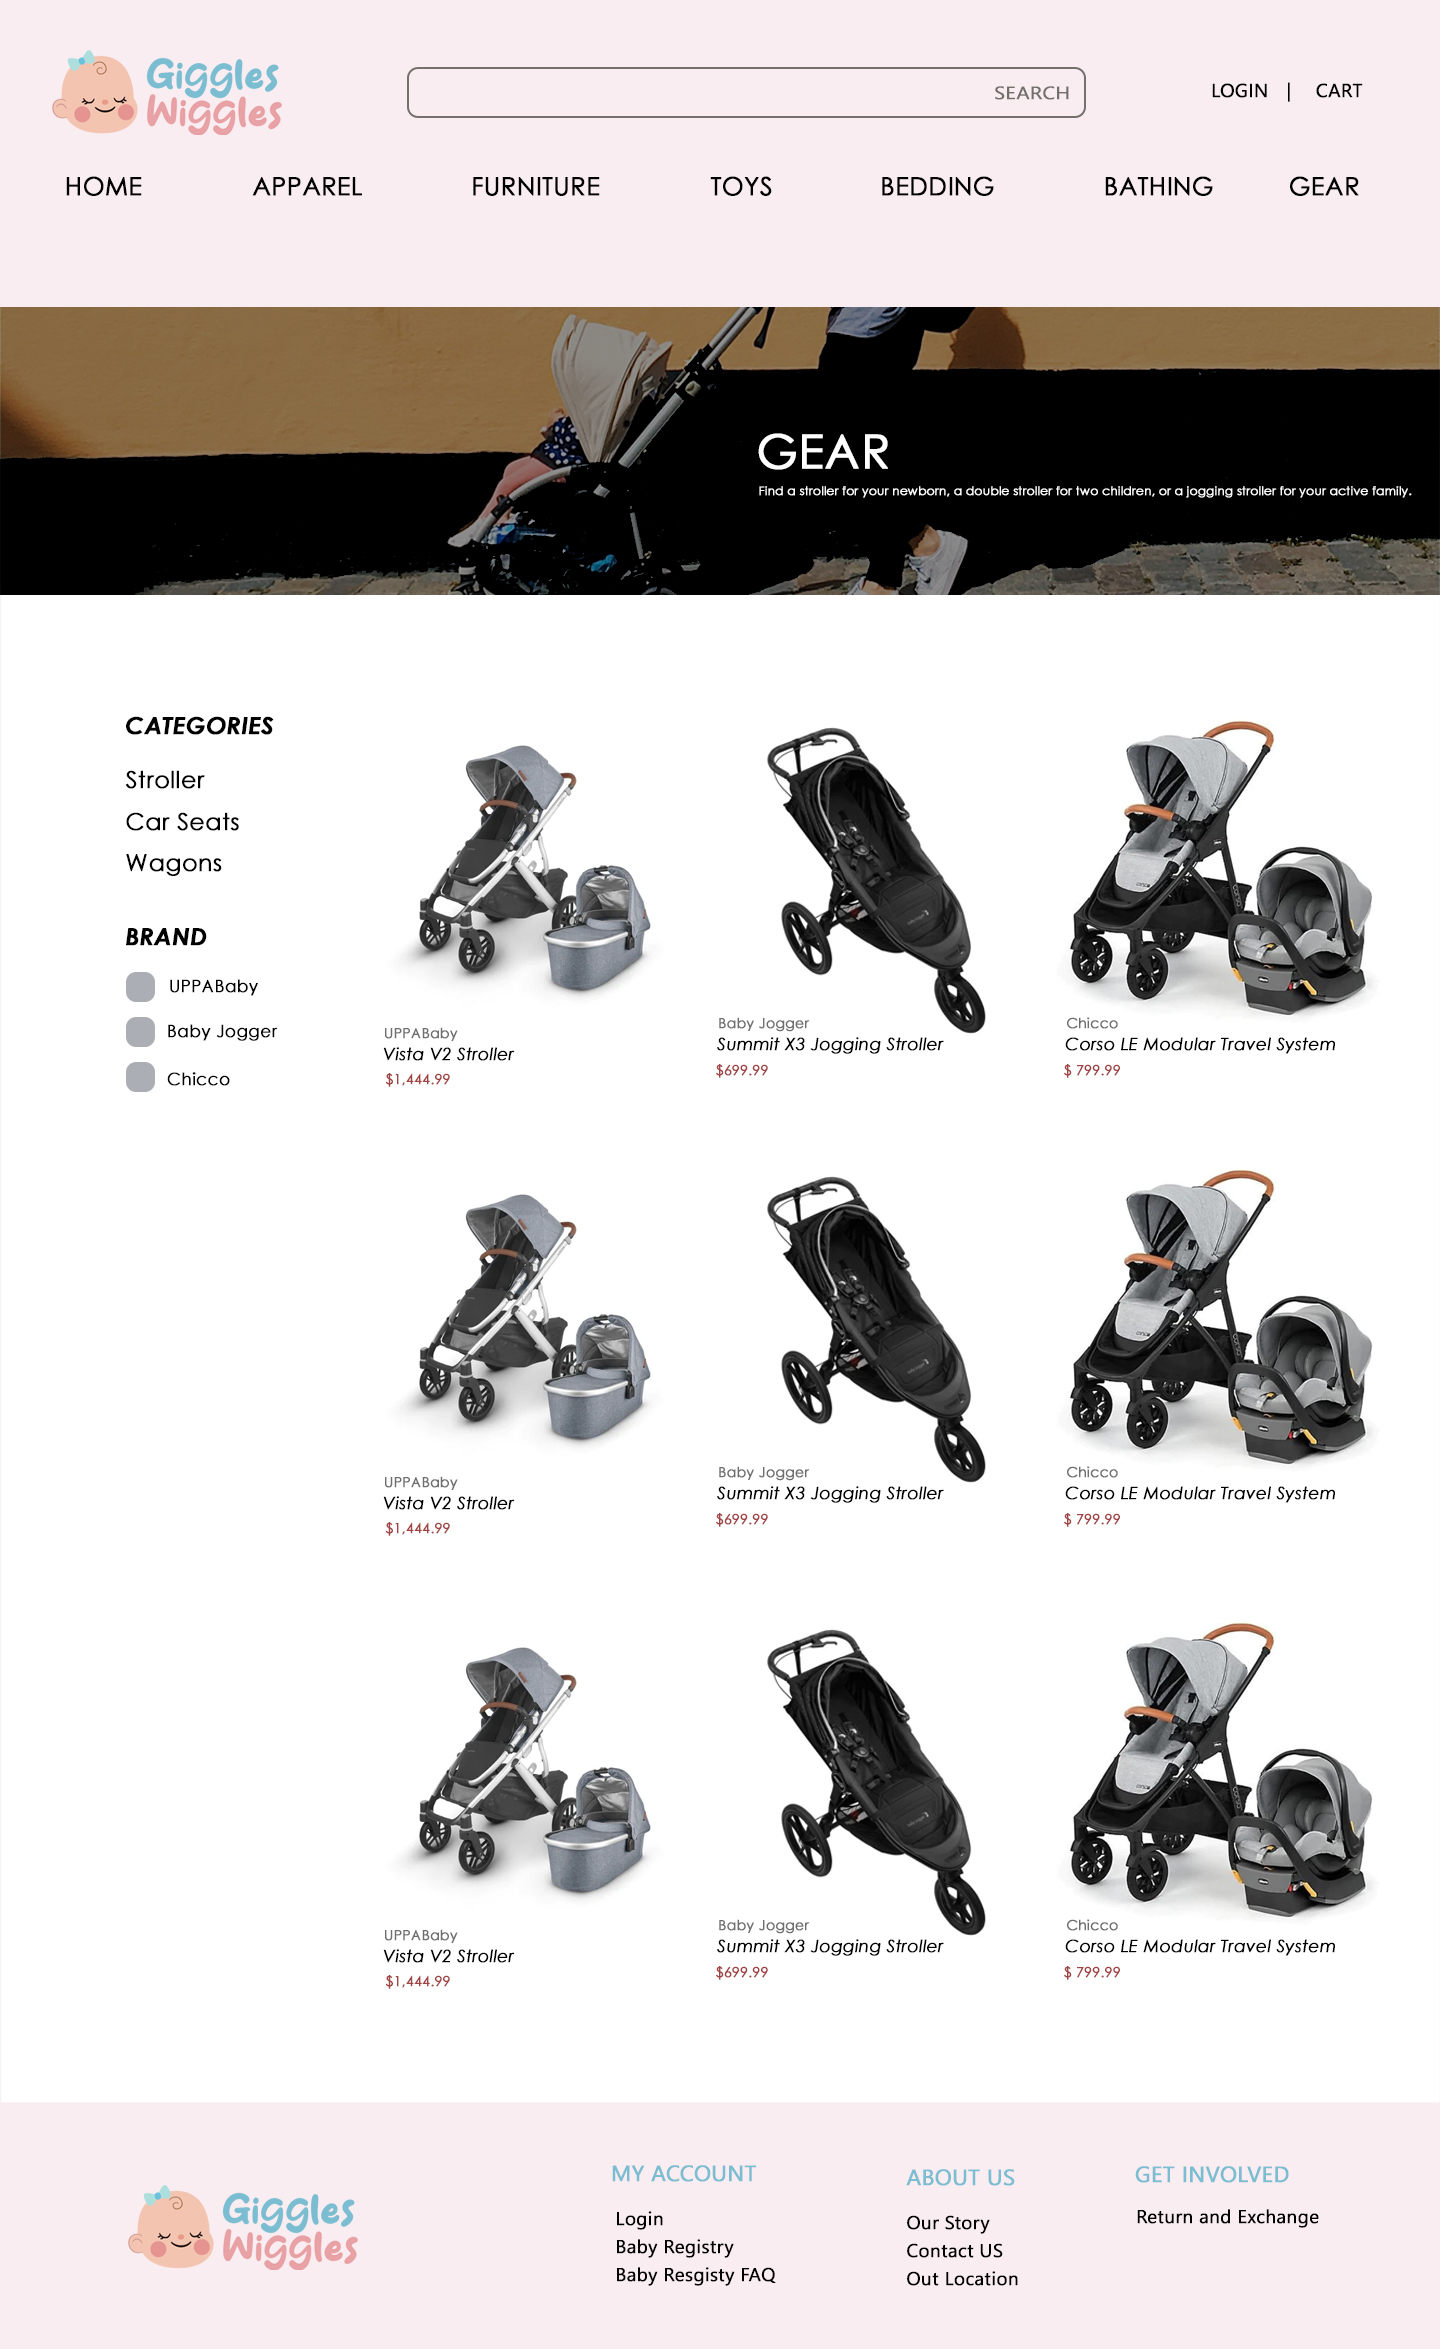 Giggles
Wiggles
SEARCH
LOGIN | CART
HOME APPAREL FURNITURE TOYS BEDDING BATHING GEAR
GEAR
Find a stroller for your newborn, a double stroller for two children, or a jogging stroller for your active family.
CATEGORIES
Stroller
Car Seats
Wagons
BRAND
UPPABaby
Baby Jogger
Chicco
UPPABaby
Vista V2 Stroller
$1,444.99
Baby Jogger
Summit X3 Jogging Stroller
$699.99
Chicco
Corso LE Modular Travel System
$ 799.99
UPPABaby
Vista V2 Stroller
$1,444.99
Baby Jogger
Summit X3 Jogging Stroller
$699.99
Chicco
Corso LE Modular Travel System
$ 799.99
UPPABaby
Vista V2 Stroller
$1,444.99
Baby Jogger
Summit X3 Jogging Stroller
$699.99
Chicco
Corso LE Modular Travel System
$ 799.99
Giggles
Wiggles
MY ACCOUNT
Login
Baby Registry
Baby Resgisty FAQ
ABOUT US
Our Story
Contact US
Out Location
GET INVOLVED
Return and Exchange